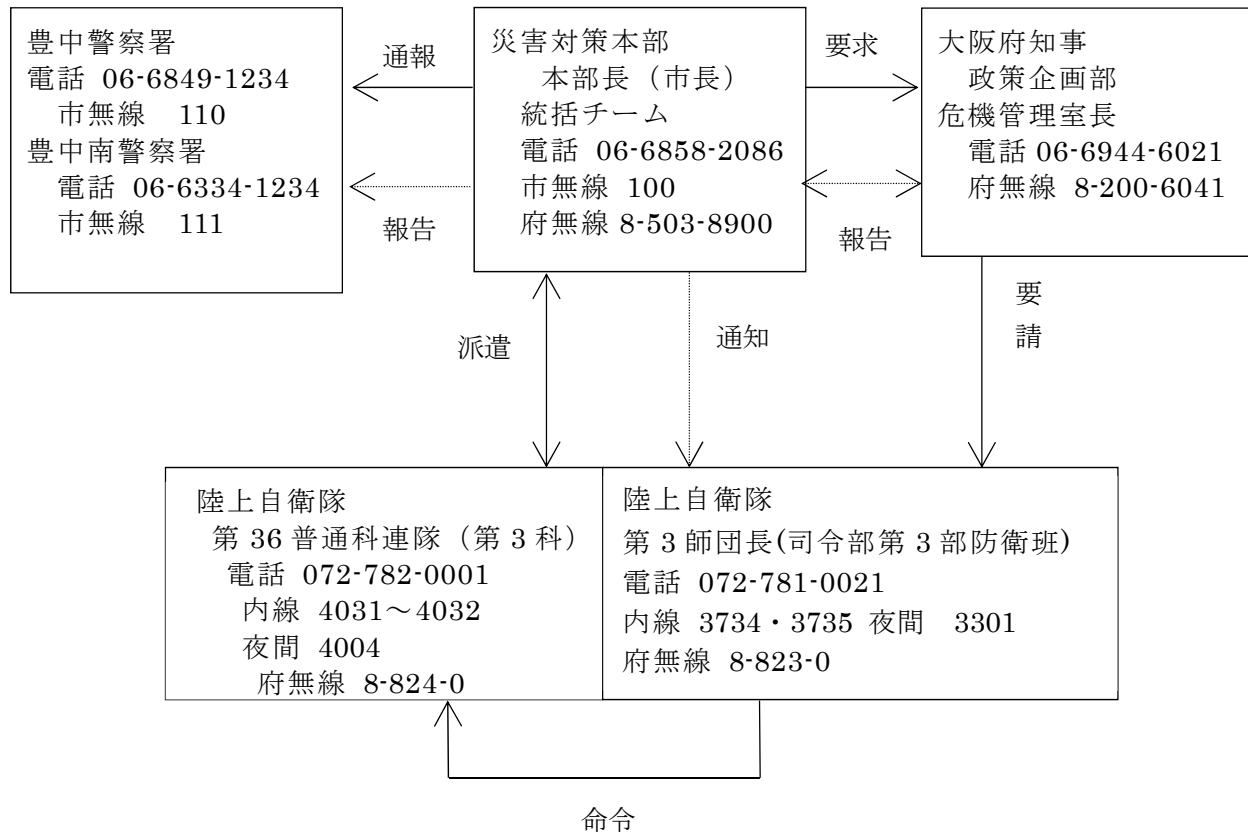 豊中警察署
電話 06-6849-1234
市無線 110
豊中南警察署
電話 06-6334-1234
市無線 111
通報
報告
災害対策本部
本部長（市長）
統括チーム
電話 06-6858-2086
市無線 100
府無線 8-503-8900
要求
報告
大阪府知事
政策企画部
危機管理室長
電話 06-6944-6021
府無線 8-200-6041
派遣
通知
要
請
陸上自衛隊
第 36 普通科連隊（第 3 科）
電話 072-782-0001
内線 4031～4032
夜間 4004
府無線 8-824-0
陸上自衛隊
第 3 師団長(司令部第 3 部防衛班)
電話 072-781-0021
内線 3734・3735 夜間 3301
府無線 8-823-0
命令